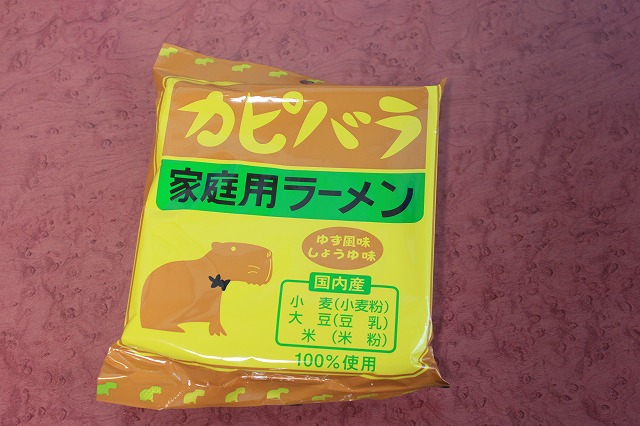 カピバラ
家庭用ラーメン
ゆず風味
しょうゆ味
国内産
小 麦(小麦粉)
大 豆(豆 乳)
米 (米 粉)
100%使用